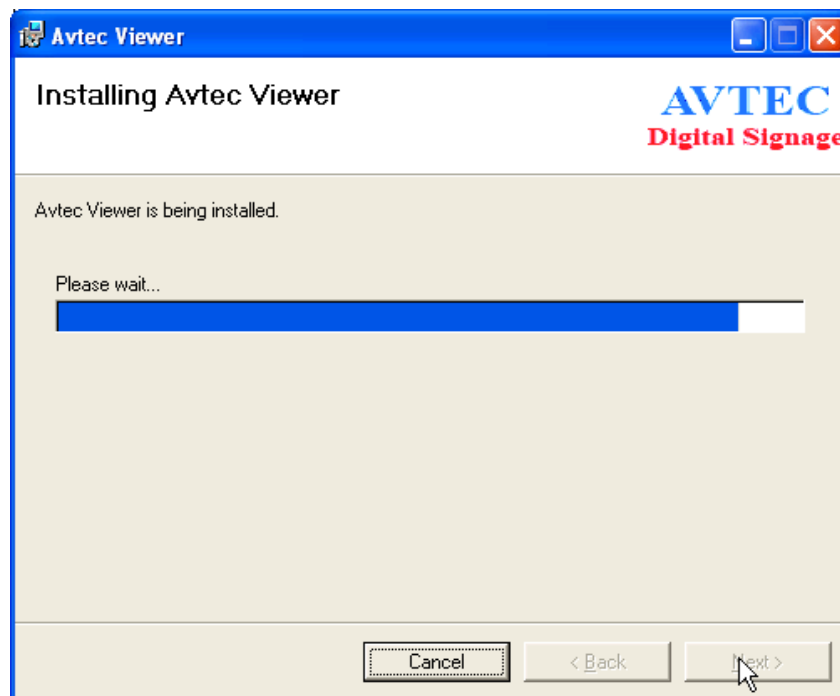 Avtec Viewer
Installing Avtec Viewer
AVTEC
Digital Signage
Avtec Viewer is being installed.
Please wait...
Cancel
< Back
Next >